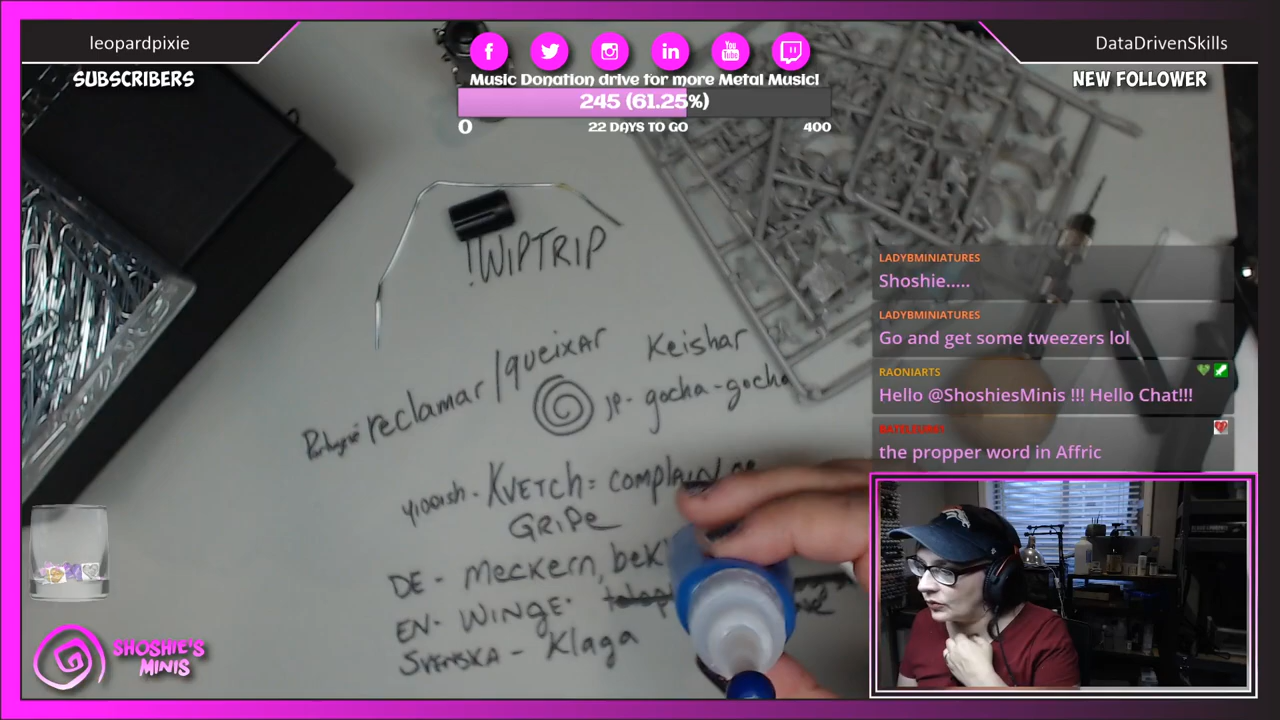 leopardpixie
SUBSCRIBERS
Music Donation drive for more Metal Music!
245 (61.25%)
0
22 DAYS TO GO
400
DataDrivenSkills
NEW FOLLOWER
!WIPTRIP
reclamar/queixar
Keishar
JP- gocha-gocha
Yiddish - KVETCH = complain or
GRIPE
DE - Meckern, bek
EN - WINGE-
SVENSKA - Klaga
LADYBMINIATURES
Shoshie.....
LADYBMINIATURES
Go and get some tweezers lol
RAONIARTS
Hello @ShoshiesMinis !!! Hello Chat!!!
the propper word in Affric
SHOSHIE'S
MINIS